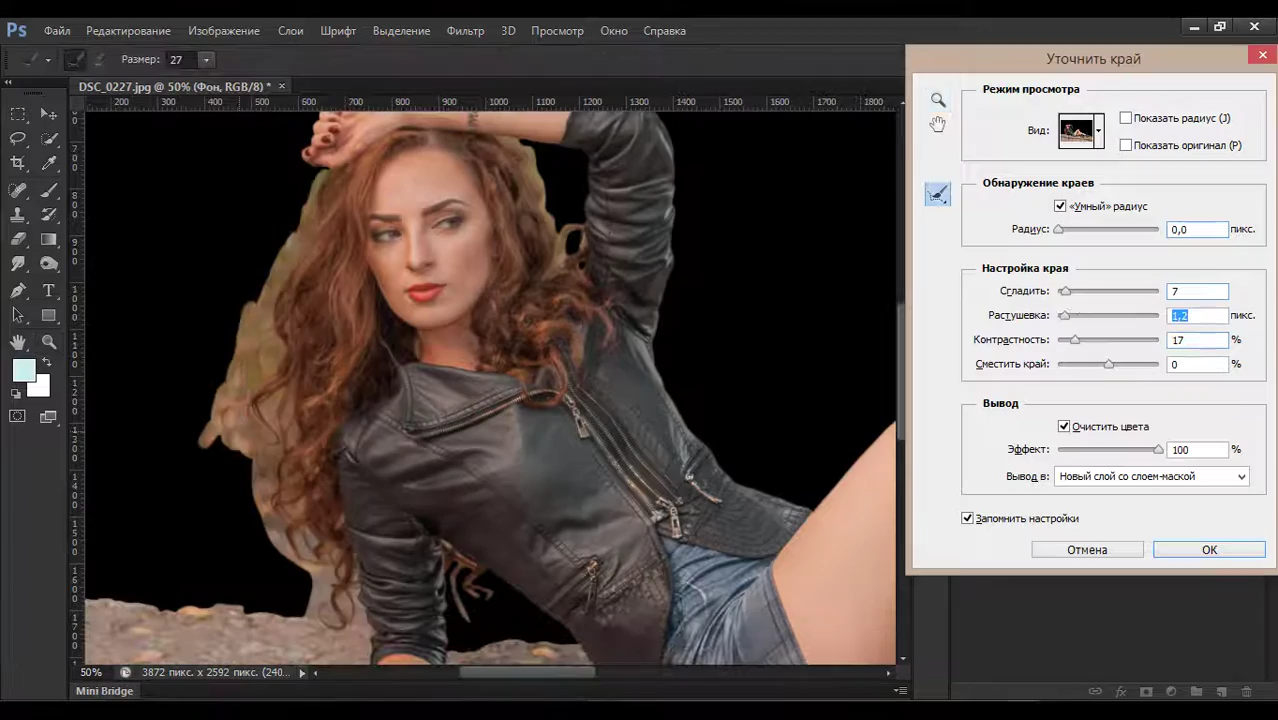 Ps Файл Редактирование Изображение Слои Шрифт Выделение Фильтр 3D Просмотр Окно Справка
Размер: 27
DSC_0227.jpg @ 50% (Фон, RGB/8) * ×
200 300 400 500 600 700 800 900 1000 1100 1200 1300 1400 1500 1600 1700 1800
Уточнить край
Режим просмотра
Вид:
Показать радиус (J)
Показать оригинал (P)
Обнаружение краев
«Умный» радиус
Радиус: 0,0 пикс.
Настройка края
Сгладить: 7
Растушевка: 1,2 пикс.
Контрастность: 17 %
Сместить край: 0 %
Вывод
Очистить цвета
Эффект: 100 %
Вывод в: Новый слой со слоем-маской
Запомнить настройки
Отмена OK
50% 3872 пикс. x 2592 пикс. (240...
Mini Bridge